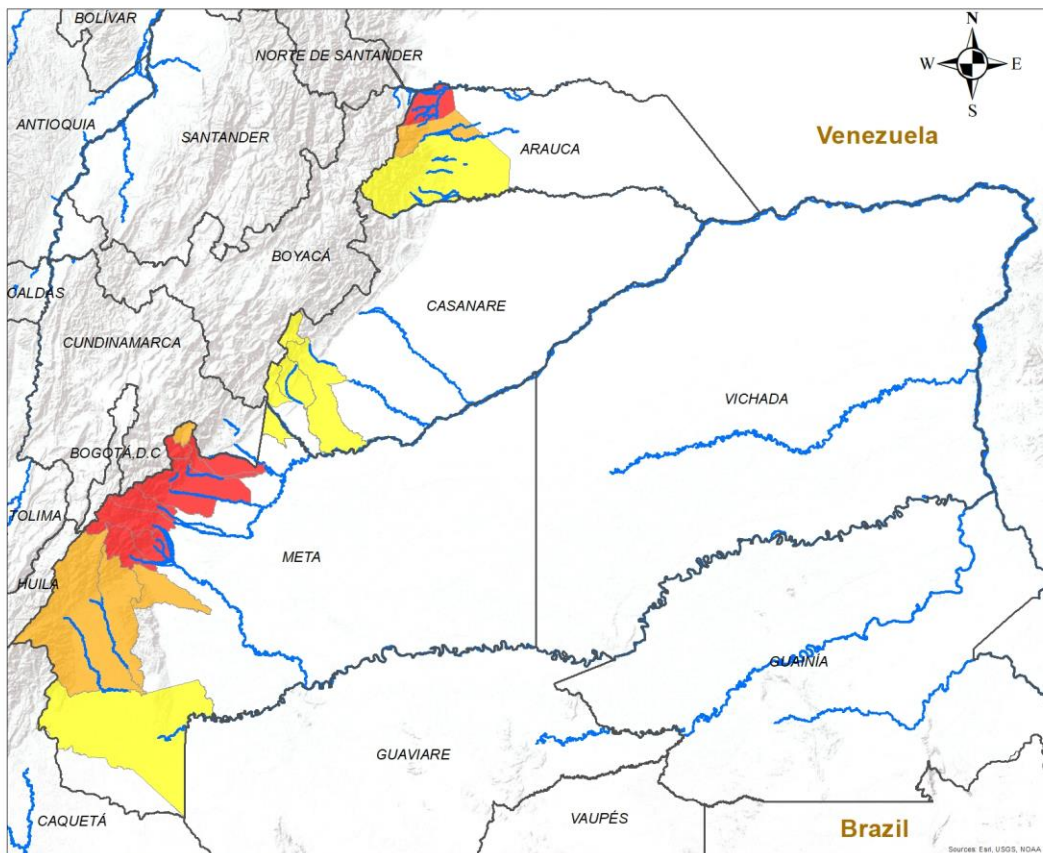 BOLÍVAR
N
NORTE DE SANTANDER
W
E
S
ANTIOQUIA
SANTANDER
Venezuela
ARAUCA
BOYACÁ
CALDAS
CASANARE
CUNDINAMARCA
VICHADA
BOGOTÁ,D.C
TOLIMA
META
HUILA
GUAINÍA
GUAVIARE
CAQUETÁ
VAUPÉS
Brazil
Sources: Esri, USGS, NOAA